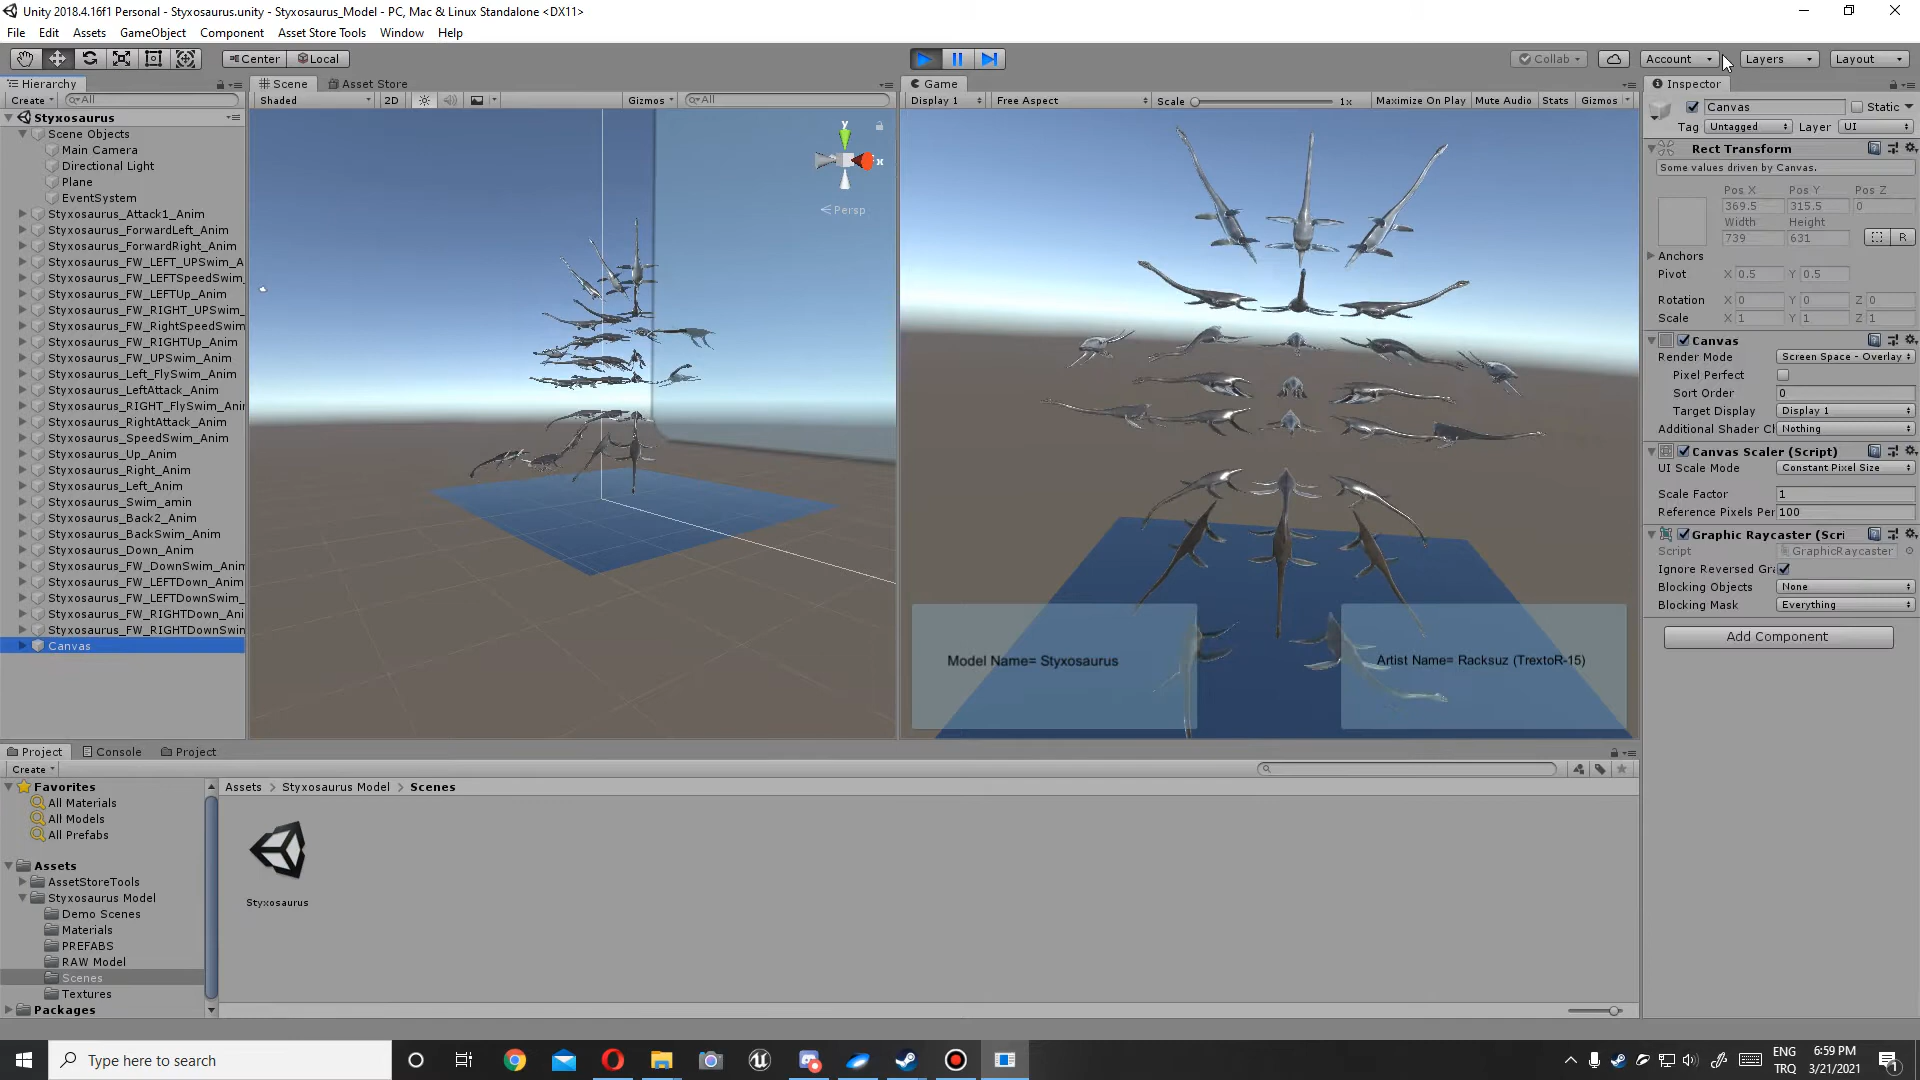 Unity 2018.4.16f1 Personal - Styxosaurus.unity - Styxosaurus_Model - PC, Mac & Linux Standalone <DX11>
File Edit Assets GameObject Component Asset Store Tools Window Help
Center Local Collab Account Layers Layout
Hierarchy
Create All
Styxosaurus
Scene Objects
Main Camera
Directional Light
Plane
EventSystem
Styxosaurus_Attack1_Anim
Styxosaurus_ForwardLeft_Anim
Styxosaurus_ForwardRight_Anim
Styxosaurus_FW_LEFT_UPSwim_A
Styxosaurus_FW_LEFTSpeedSwim_
Styxosaurus_FW_LEFTUp_Anim
Styxosaurus_FW_RIGHT_UPSwim_
Styxosaurus_FW_RightSpeedSwim
Styxosaurus_FW_RIGHTUp_Anim
Styxosaurus_FW_UPSwim_Anim
Styxosaurus_Left_FlySwim_Anim
Styxosaurus_LeftAttack_Anim
Styxosaurus_RIGHT_FlySwim_Anim
Styxosaurus_RightAttack_Anim
Styxosaurus_SpeedSwim_Anim
Styxosaurus_Up_Anim
Styxosaurus_Right_Anim
Styxosaurus_Left_Anim
Styxosaurus_Swim_amin
Styxosaurus_Back2_Anim
Styxosaurus_BackSwim_Anim
Styxosaurus_Down_Anim
Styxosaurus_FW_DownSwim_Anim
Styxosaurus_FW_LEFTDown_Anim
Styxosaurus_FW_LEFTDownSwim_
Styxosaurus_FW_RIGHTDown_Ani
Styxosaurus_FW_RIGHTDownSwim
Canvas
Scene Asset Store
Shaded 2D Gizmos All
y
x
Persp
Game
Display 1 Free Aspect Scale 1x Maximize On Play Mute Audio Stats Gizmos
Model Name= Styxosaurus
Artist Name= Racksuz (TrextoR-15)
Inspector
Canvas Static
Tag Untagged Layer UI
Rect Transform
Some values driven by Canvas.
Pos X Pos Y Pos Z
369.5 315.5 0
Width Height
739 631
R
Anchors
Pivot X 0.5 Y 0.5
Rotation X 0 Y 0 Z 0
Scale X 1 Y 1 Z 1
Canvas
Render Mode Screen Space - Overlay
Pixel Perfect
Sort Order 0
Target Display Display 1
Additional Shader Ch Nothing
Canvas Scaler (Script)
UI Scale Mode Constant Pixel Size
Scale Factor 1
Reference Pixels Per 100
Graphic Raycaster (Scri
Script GraphicRaycaster
Ignore Reversed Gra
Blocking Objects None
Blocking Mask Everything
Add Component
Project Console Project
Create
Favorites
All Materials
All Models
All Prefabs
Assets
AssetStoreTools
Styxosaurus Model
Demo Scenes
Materials
PREFABS
RAW Model
Scenes
Textures
Packages
Assets > Styxosaurus Model > Scenes
Styxosaurus
Type here to search
ENG
TRQ
6:59 PM
3/21/2021
1